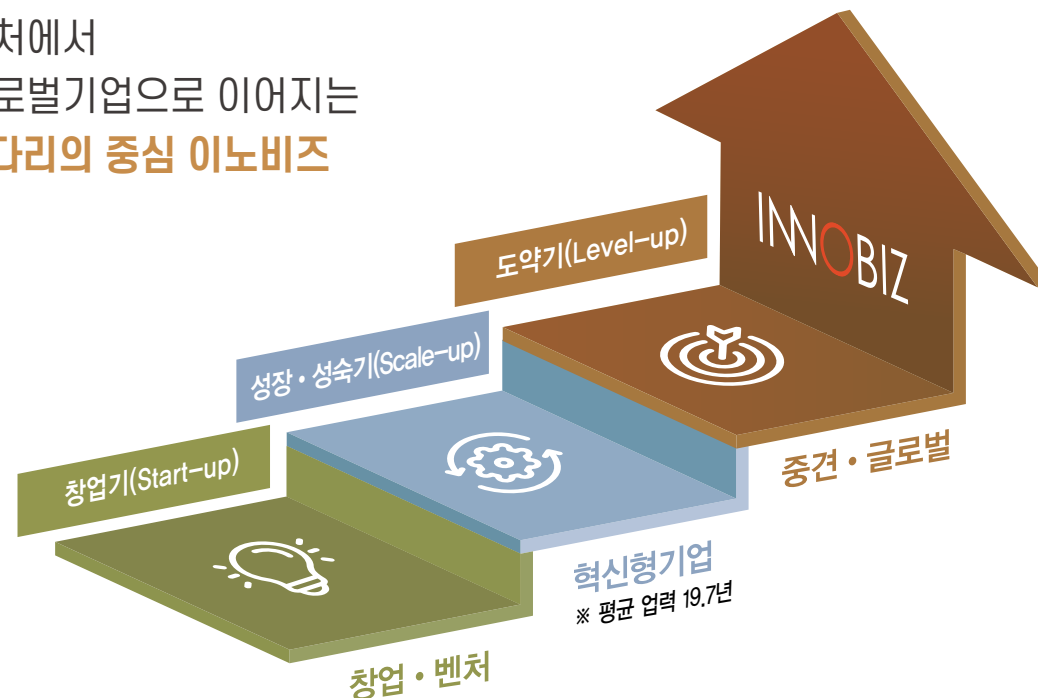 처에서
로벌기업으로 이어지는
다리의 중심 이노비즈
도약기(Level-up)
INNOBIZ
성장·성숙기(Scale-up)
중견·글로벌
창업기(Start-up)
혁신형기업
※ 평균 업력 19.7년
창업·벤처